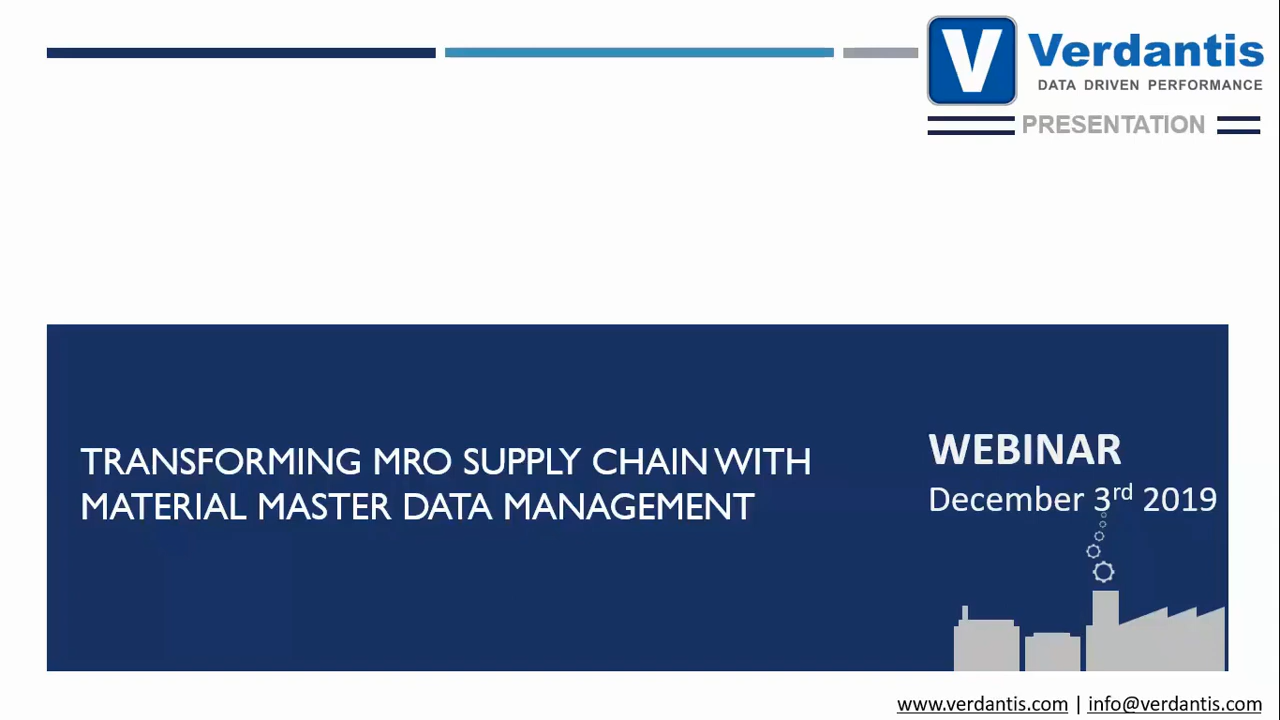 V Verdantis
DATA DRIVEN PERFORMANCE
PRESENTATION
TRANSFORMING MRO SUPPLY CHAIN WITH
MATERIAL MASTER DATA MANAGEMENT
WEBINAR
December 3rd 2019
www.verdantis.com | info@verdantis.com